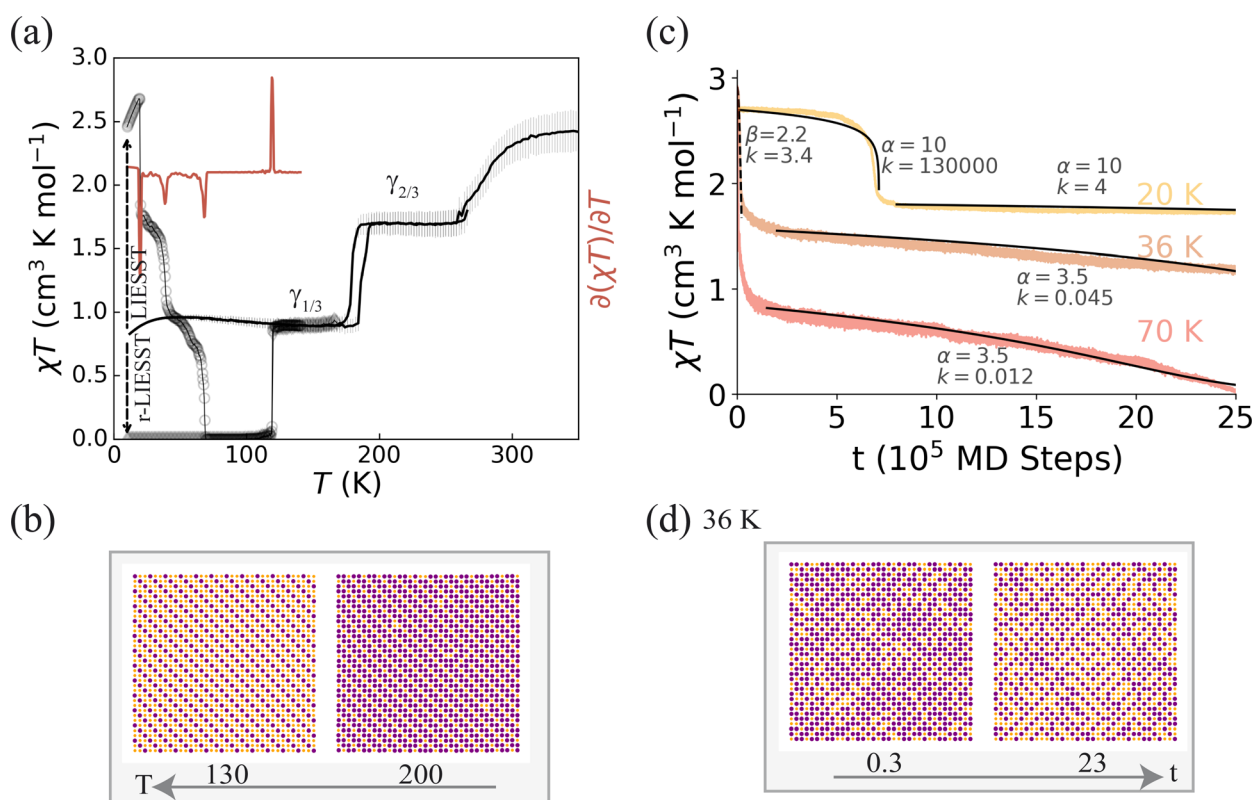 (a)
χT (cm³ K mol⁻¹)
3.0
2.5
2.0
1.5
1.0
0.5
0.0
LIESST
r-LIESST
γ1/3
γ2/3
∂(χT)/∂T
0
100
200
300
T (K)
(b)
130
200
T
(c)
χT (cm³ K mol⁻¹)
3
2
1
0
β=2.2
k=3.4
α = 10
k = 130000
α = 10
k = 4
20 K
36 K
α = 3.5
k = 0.045
70 K
α = 3.5
k = 0.012
0
5
10
15
20
25
t (10⁵ MD Steps)
(d) 36 K
0.3
23
t